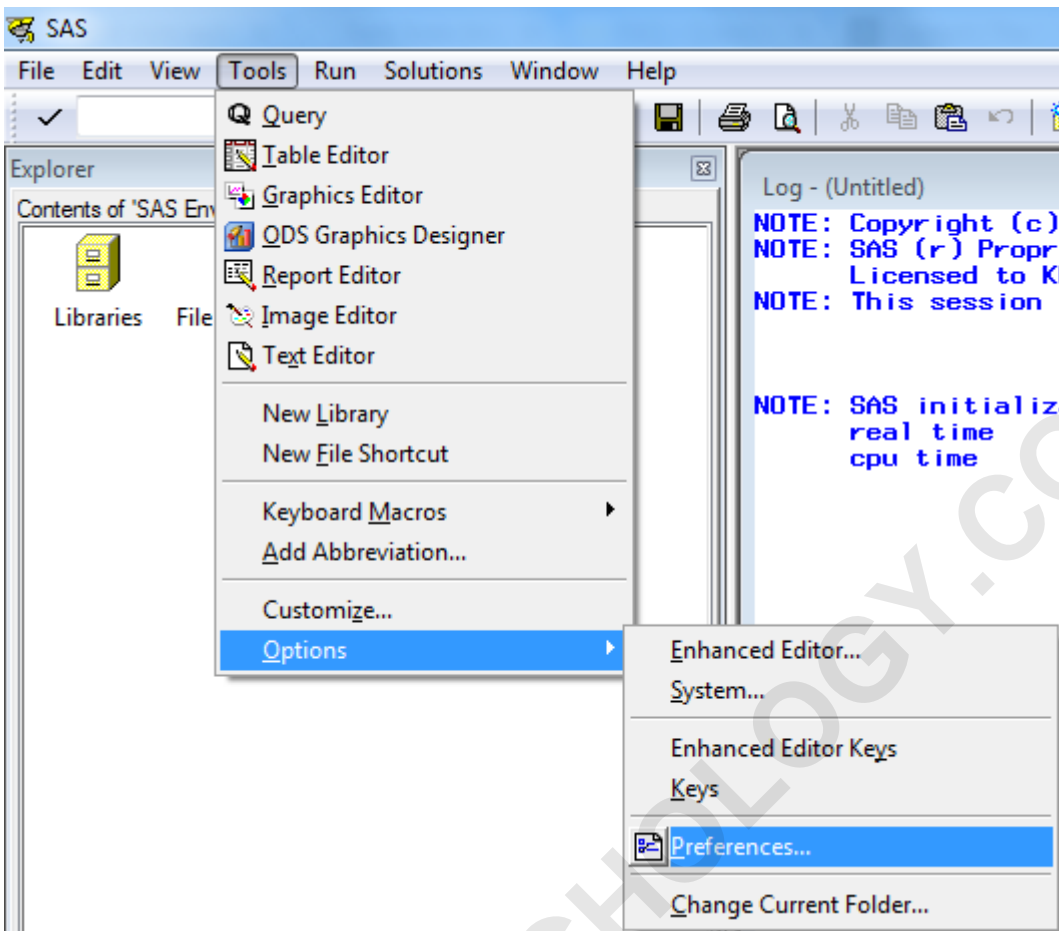 SAS
File Edit View Tools Run Solutions Window Help
Explorer
Contents of 'SAS Env
Libraries File
Query
Table Editor
Graphics Editor
ODS Graphics Designer
Report Editor
Image Editor
Text Editor
New Library
New File Shortcut
Keyboard Macros
Add Abbreviation...
Customize...
Options
Enhanced Editor...
System...
Enhanced Editor Keys
Keys
Preferences...
Change Current Folder...
Log - (Untitled)
NOTE: Copyright (c)
NOTE: SAS (r) Propr
Licensed to K
NOTE: This session
NOTE: SAS initializ
real time
cpu time
CHOLOGY.CO